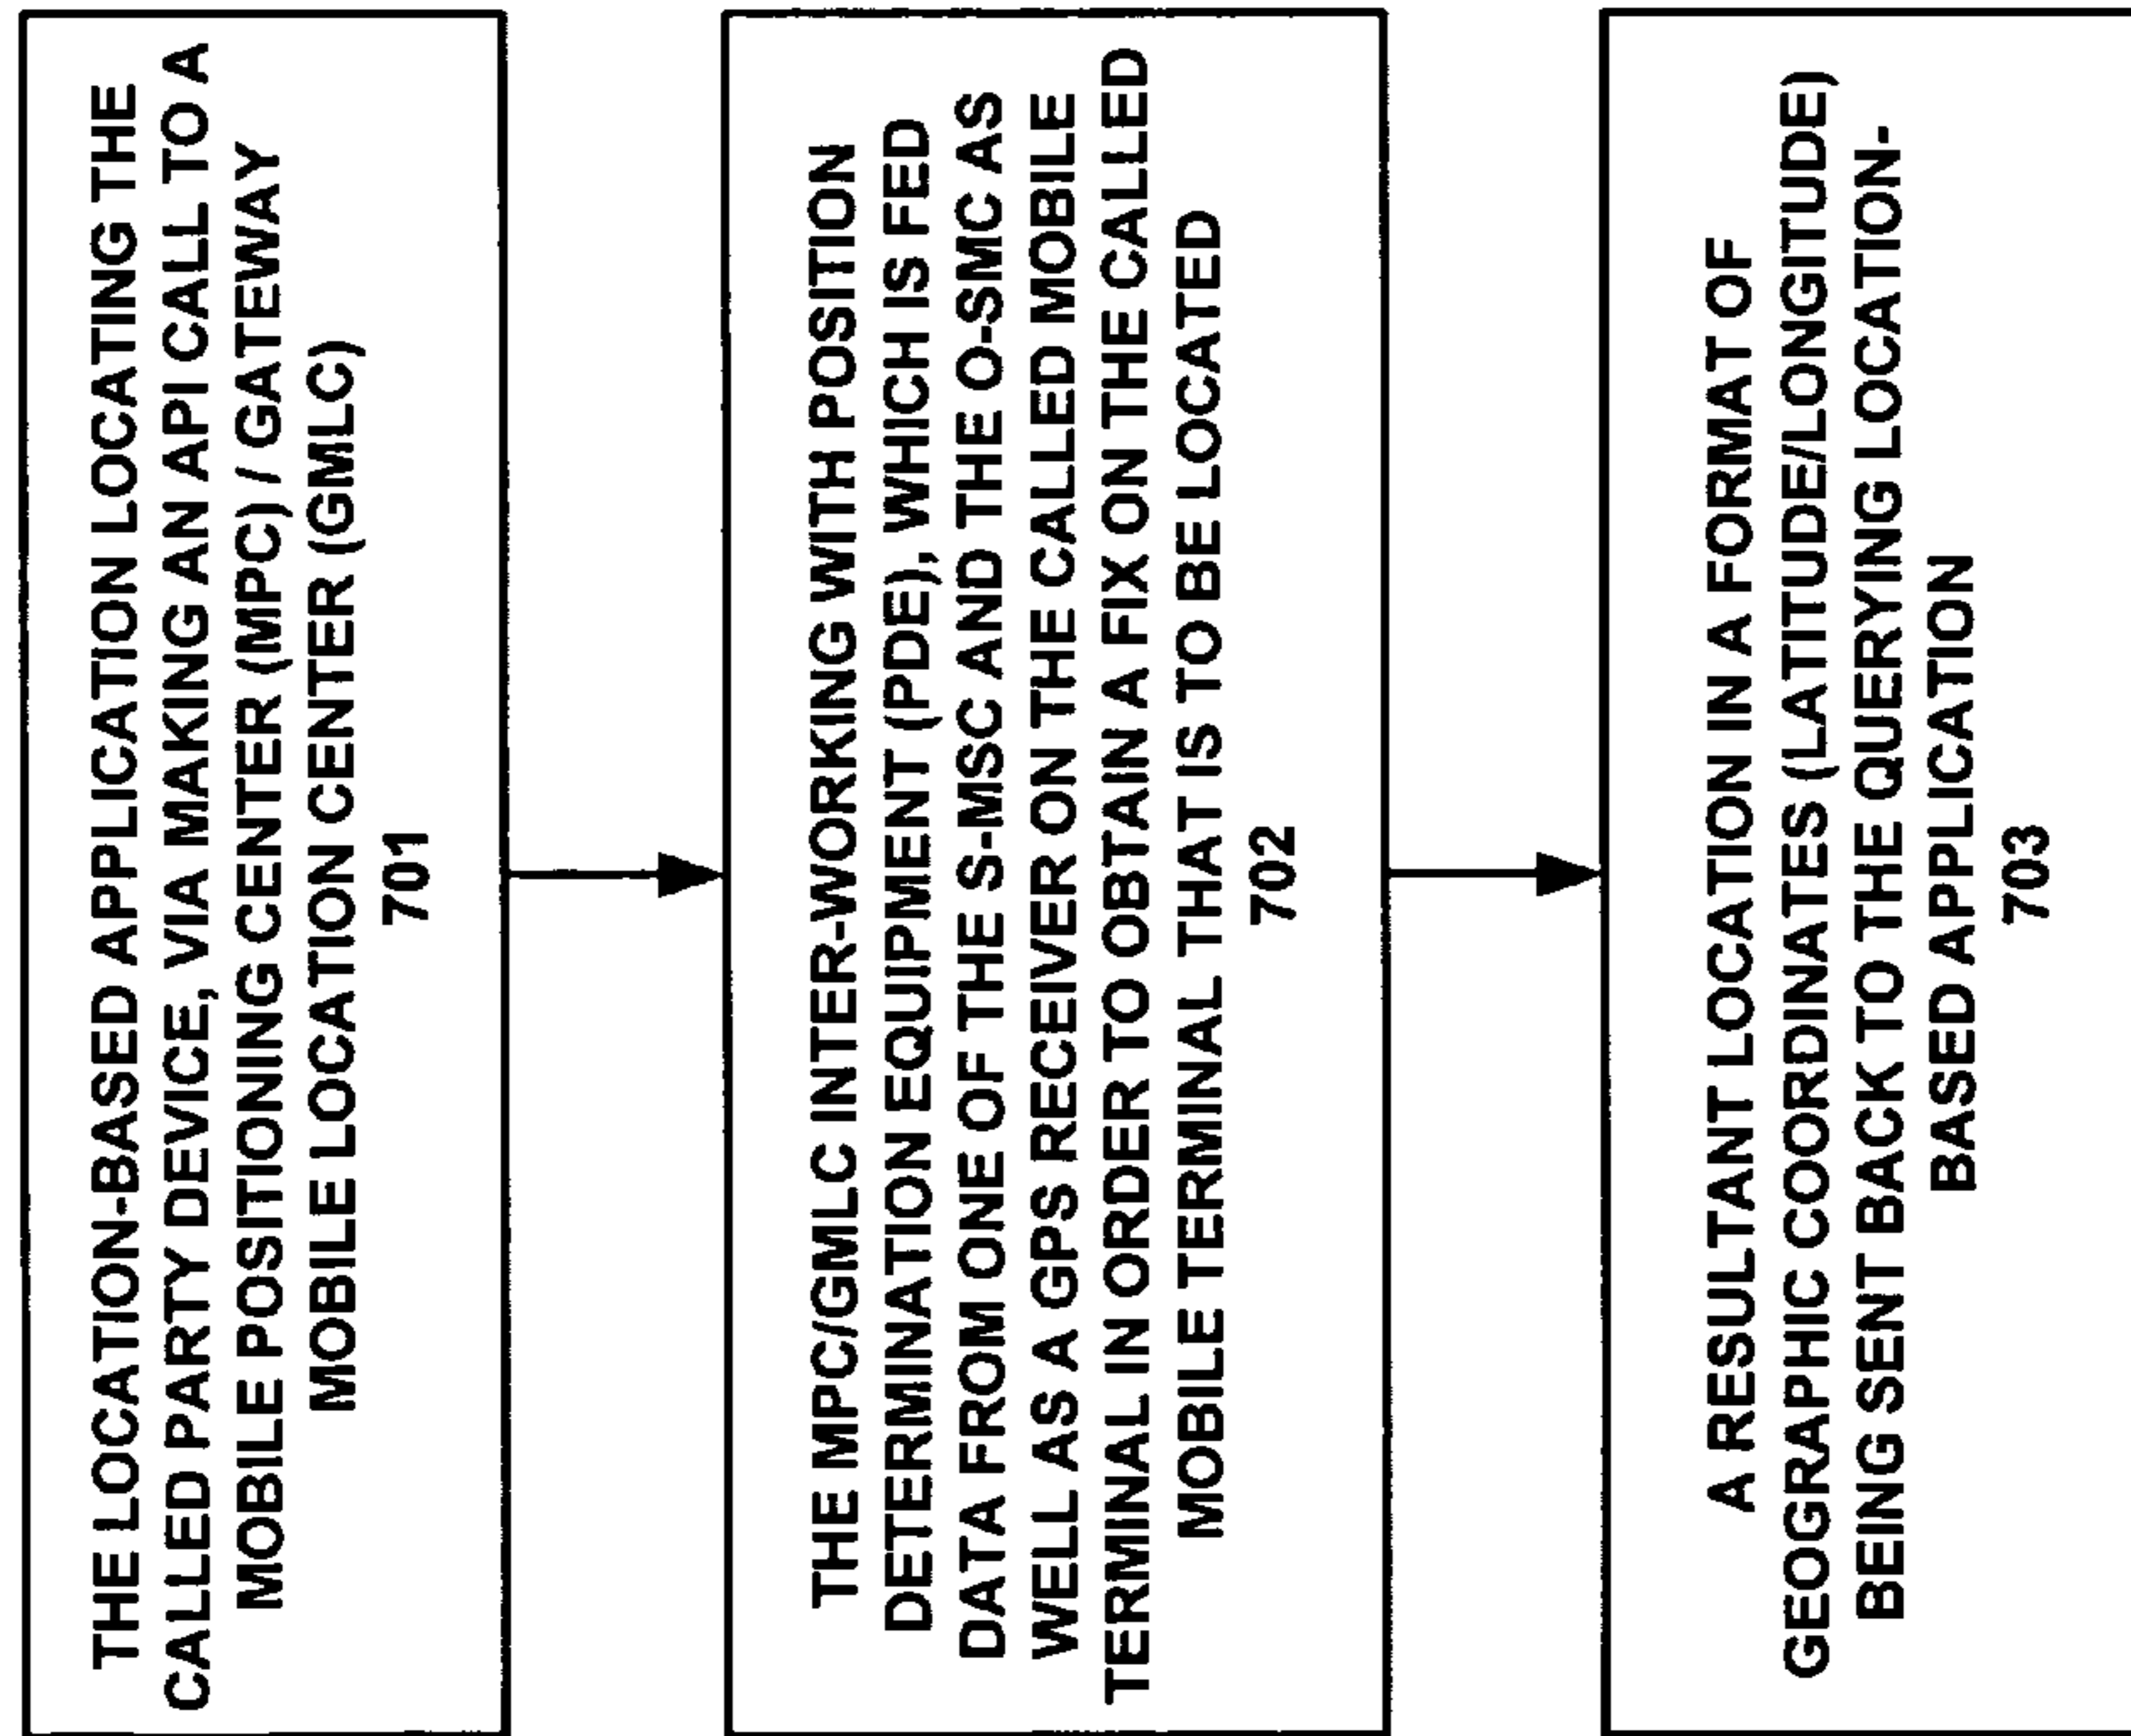 THE LOCATION-BASED APPLICATION LOCATING THE
CALLED PARTY DEVICE, VIA MAKING AN API CALL TO A
MOBILE POSITIONING CENTER (MPC) / GATEWAY
MOBILE LOCATION CENTER (GMLC)
701
THE MPC/GMLC INTER-WORKING WITH POSITION
DETERMINATION EQUIPMENT (PDE), WHICH IS FED
DATA FROM ONE OF THE S-MSC AND THE O-SMC AS
WELL AS A GPS RECEIVER ON THE CALLED MOBILE
TERMINAL IN ORDER TO OBTAIN A FIX ON THE CALLED
MOBILE TERMINAL THAT IS TO BE LOCATED
702
A RESULTANT LOCATION IN A FORMAT OF
GEOGRAPHIC COORDINATES (LATITUDE/LONGITUDE)
BEING SENT BACK TO THE QUERYING LOCATION-
BASED APPLICATION
703